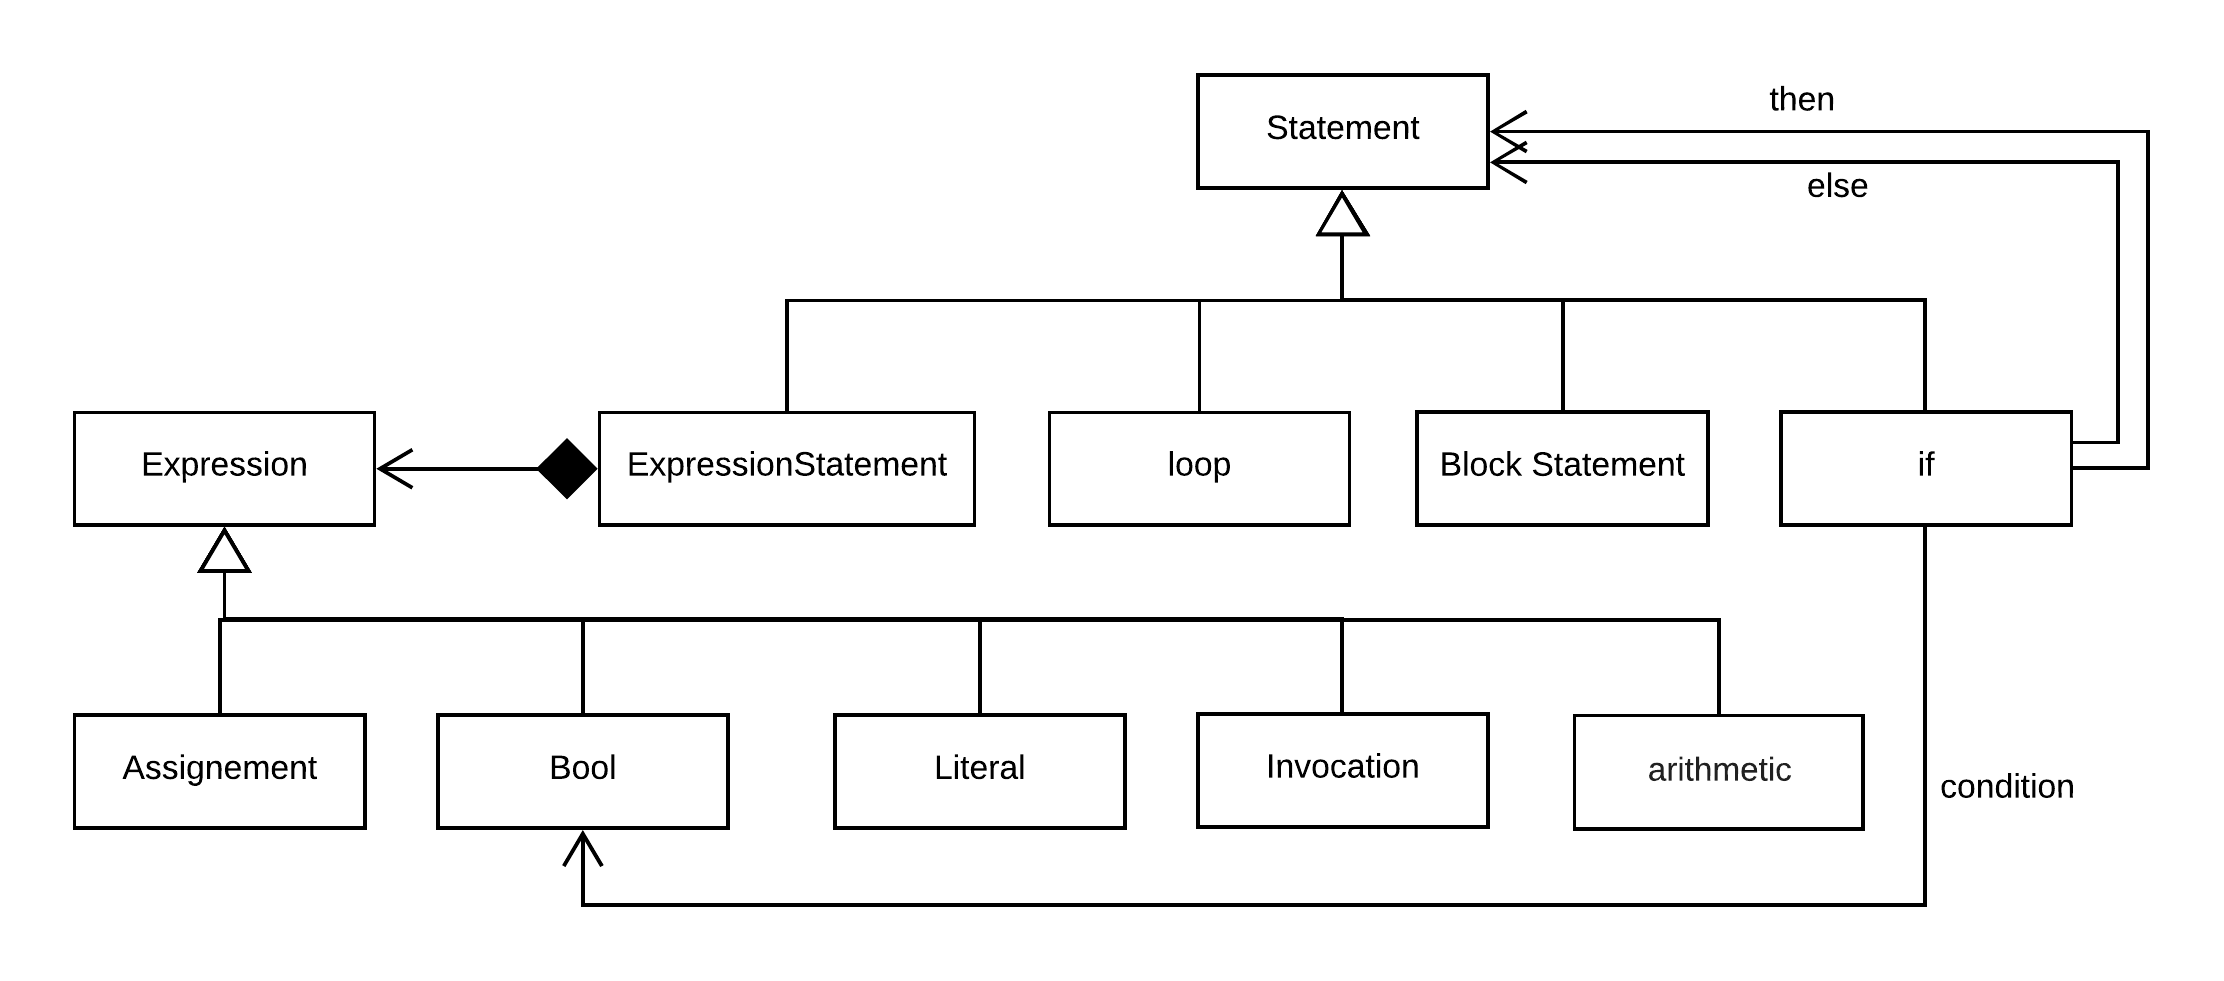 then
Statement
else
Expression
ExpressionStatement
loop
Block Statement
if
Assignement
Bool
Literal
Invocation
arithmetic
condition